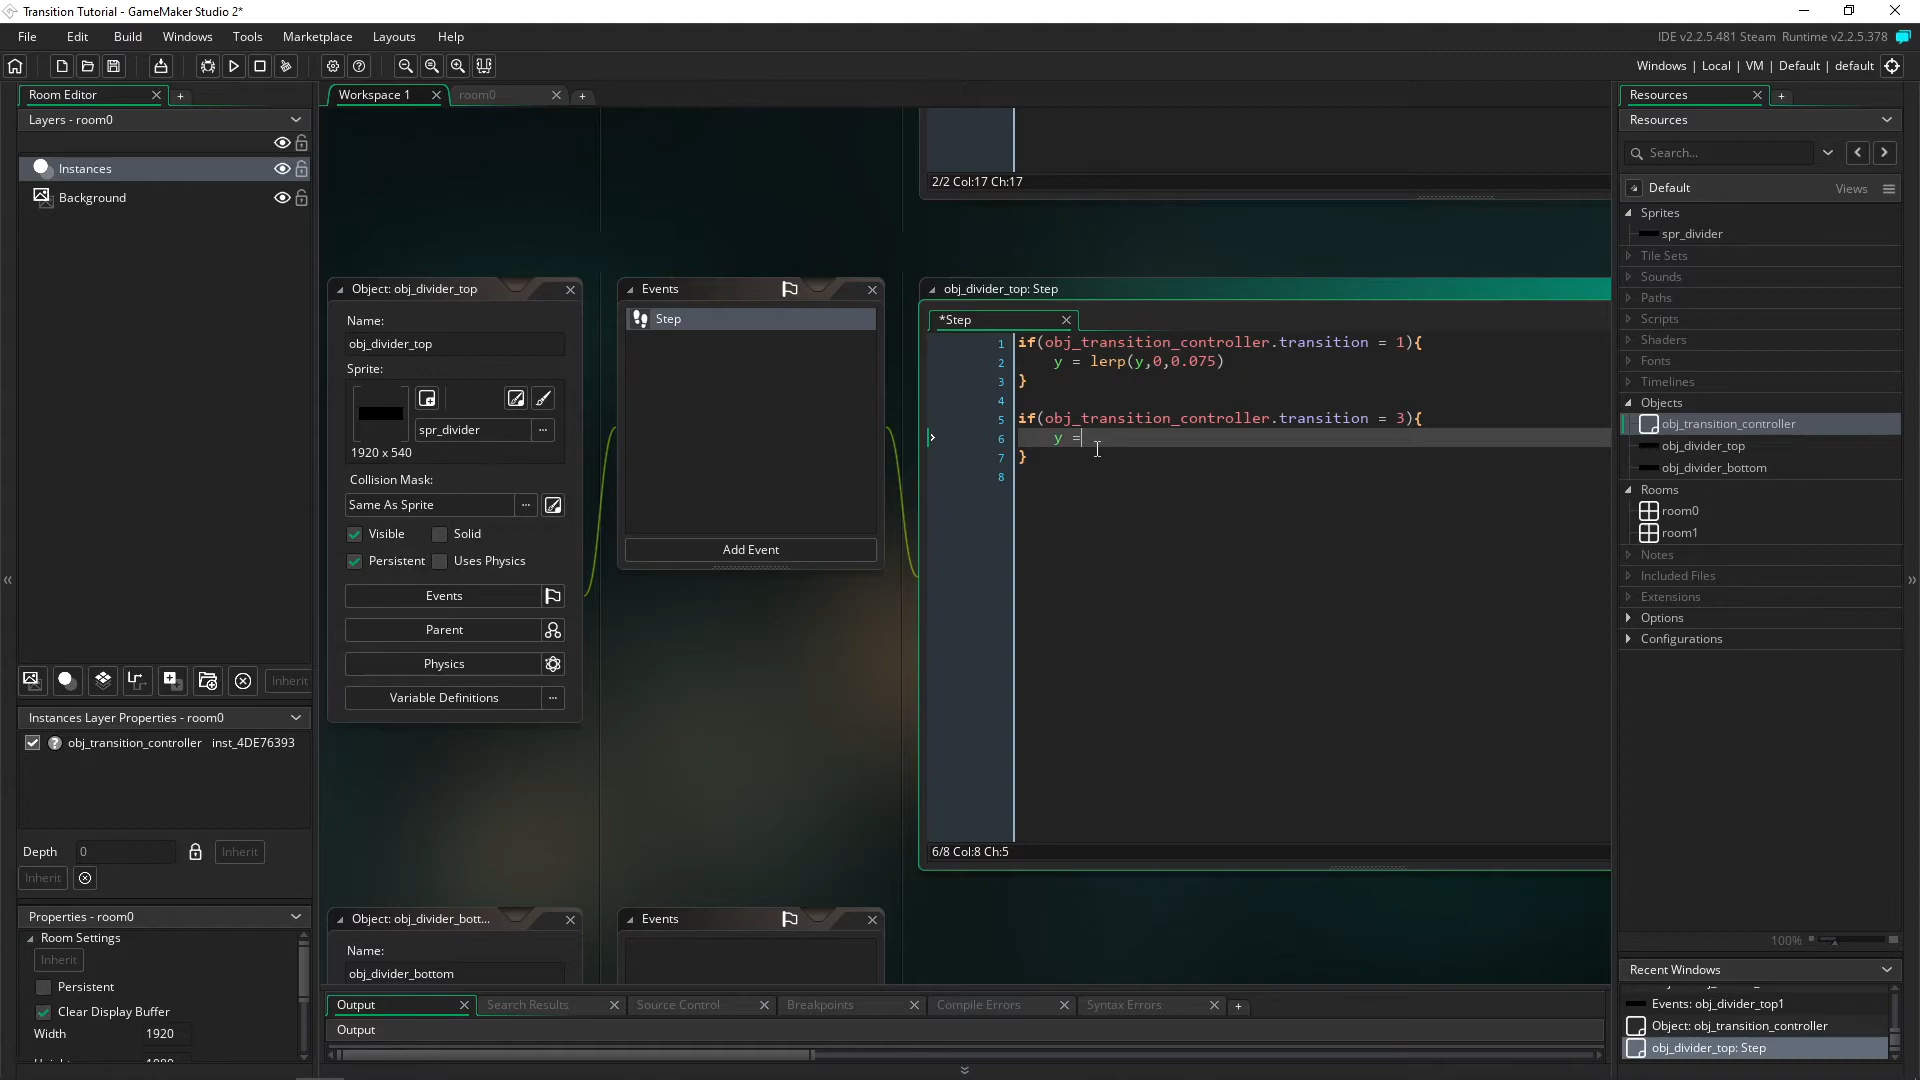 Transition Tutorial - GameMaker Studio 2*
File Edit Build Windows Tools Marketplace Layouts Help
IDE v2.2.5.481 Steam Runtime v2.2.5.378
Windows | Local | VM | Default | default
Room Editor
Layers - room0
Instances
Background
Inherit
Instances Layer Properties - room0
obj_transition_controller inst_4DE76393
Depth 0 Inherit
Inherit
Properties - room0
Room Settings
Inherit
Persistent
Clear Display Buffer
Width 1920
Workspace 1 room0
2/2 Col:17 Ch:17
Object: obj_divider_top
Name:
obj_divider_top
Sprite:
spr_divider
1920 x 540
Collision Mask:
Same As Sprite
Visible Solid
Persistent Uses Physics
Events
Parent
Physics
Variable Definitions
Events
Step
Add Event
obj_divider_top: Step
*Step
1 if(obj_transition_controller.transition = 1){
2 y = lerp(y,0,0.075)
3 }
4
5 if(obj_transition_controller.transition = 3){
6 y =
7 }
8
6/8 Col:8 Ch:5
Object: obj_divider_bott...
Name:
obj_divider_bottom
Events
Output Search Results Source Control Breakpoints Compile Errors Syntax Errors
Output
Resources
Resources
Search...
Default Views
Sprites
spr_divider
Tile Sets
Sounds
Paths
Scripts
Shaders
Fonts
Timelines
Objects
obj_transition_controller
obj_divider_top
obj_divider_bottom
Rooms
room0
room1
Notes
Included Files
Extensions
Options
Configurations
100%
Recent Windows
Events: obj_divider_top1
Object: obj_transition_controller
obj_divider_top: Step